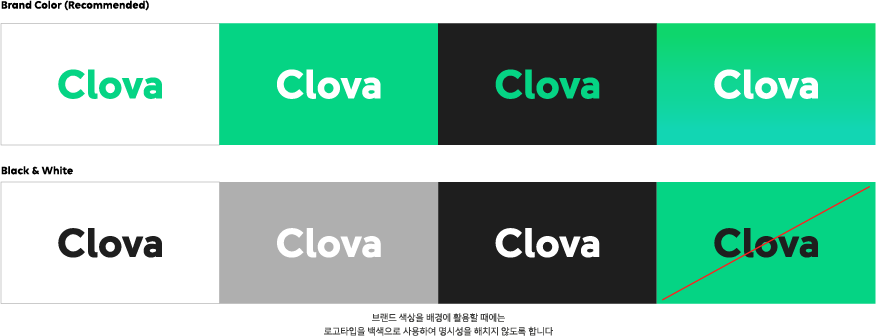 Brand Color (Recommended)
Clova
Clova
Clova
Clova
Black & White
Clova
Clova
Clova
Clova
브랜드 색상을 배경에 활용할 때에는
로고타입을 백색으로 사용하여 명시성을 해치지 않도록 합니다